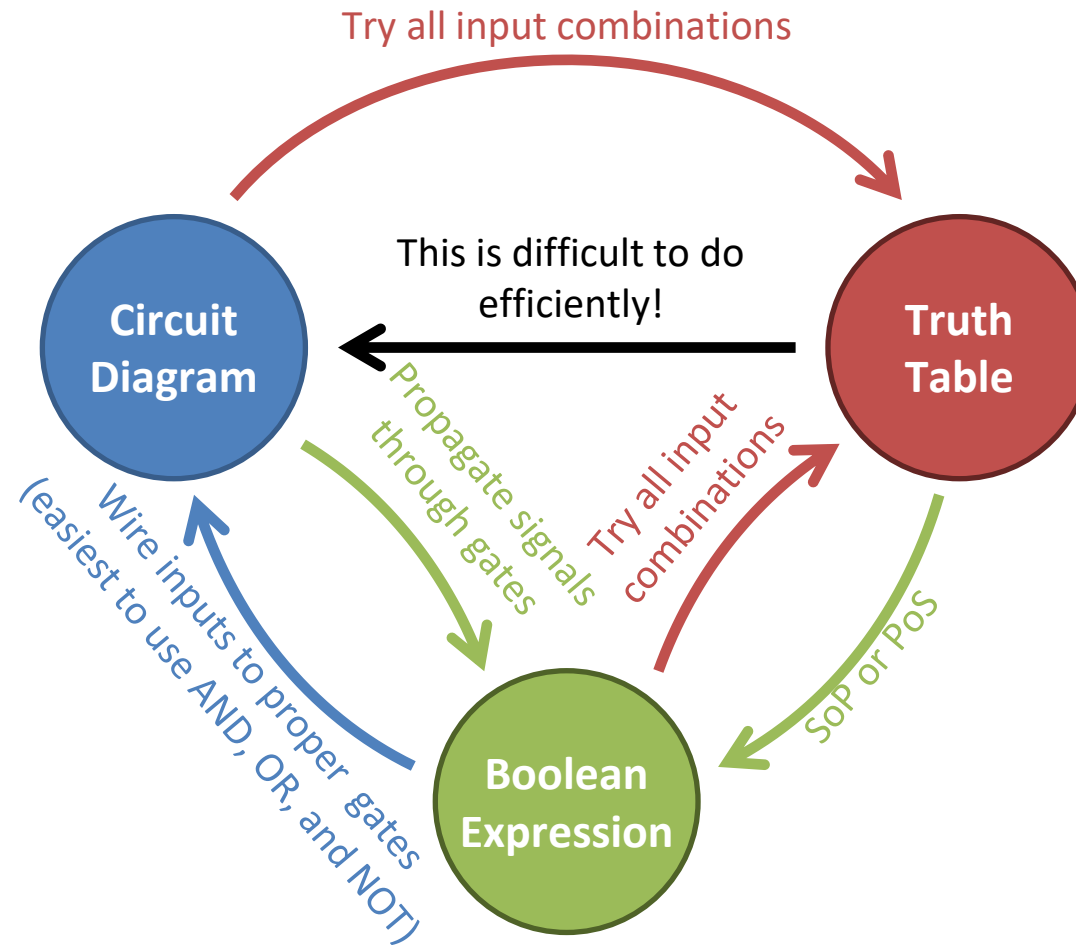 Try all input combinations
This is difficult to do
efficiently!
Circuit
Diagram
Truth
Table
Propagate signals
through gates
Try all input
combinations
Wire inputs to proper gates
(easiest to use AND, OR, and NOT)
SoP or PoS
Boolean
Expression